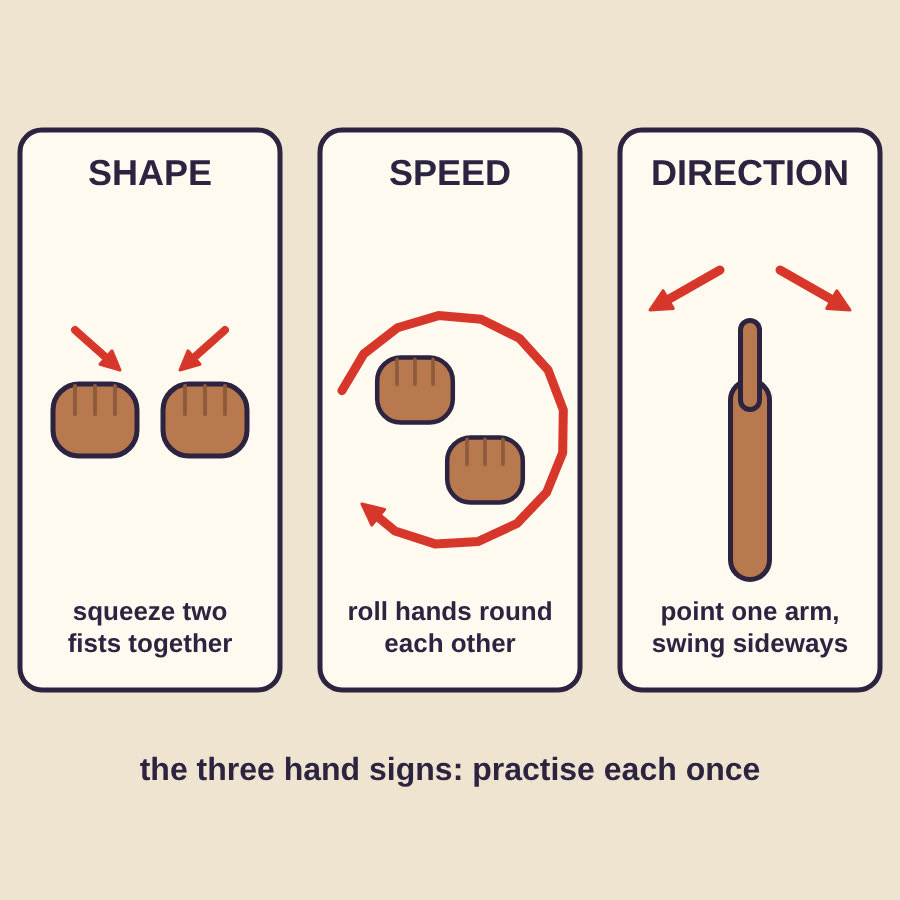 SHAPE
squeeze two
fists together
SPEED
roll hands round
each other
DIRECTION
point one arm,
swing sideways
the three hand signs: practise each once